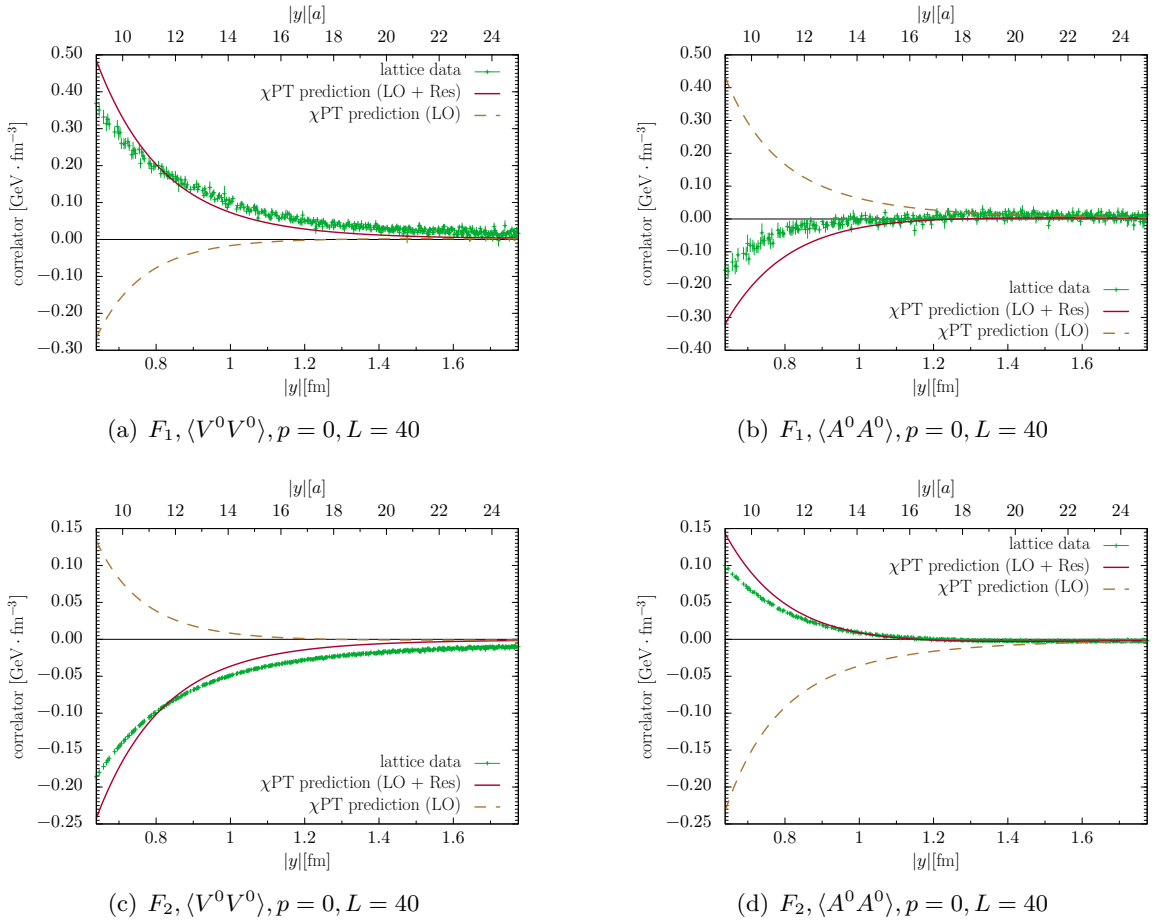 |y|[a]
10 12 14 16 18 20 22 24
0.50
0.40
0.30
0.20
0.10
0.00
−0.10
−0.20
−0.30
correlator [GeV · fm⁻³]
lattice data
χPT prediction (LO + Res)
χPT prediction (LO)
0.8 1 1.2 1.4 1.6
|y|[fm]
(a) F₁, ⟨V⁰V⁰⟩, p = 0, L = 40
|y|[a]
10 12 14 16 18 20 22 24
0.50
0.40
0.30
0.20
0.10
0.00
−0.10
−0.20
−0.30
−0.40
correlator [GeV · fm⁻³]
lattice data
χPT prediction (LO + Res)
χPT prediction (LO)
0.8 1 1.2 1.4 1.6
|y|[fm]
(b) F₁, ⟨A⁰A⁰⟩, p = 0, L = 40
|y|[a]
10 12 14 16 18 20 22 24
0.15
0.10
0.05
0.00
−0.05
−0.10
−0.15
−0.20
−0.25
correlator [GeV · fm⁻³]
lattice data
χPT prediction (LO + Res)
χPT prediction (LO)
0.8 1 1.2 1.4 1.6
|y|[fm]
(c) F₂, ⟨V⁰V⁰⟩, p = 0, L = 40
|y|[a]
10 12 14 16 18 20 22 24
0.15
0.10
0.05
0.00
−0.05
−0.10
−0.15
−0.20
−0.25
correlator [GeV · fm⁻³]
lattice data
χPT prediction (LO + Res)
χPT prediction (LO)
0.8 1 1.2 1.4 1.6
|y|[fm]
(d) F₂, ⟨A⁰A⁰⟩, p = 0, L = 40